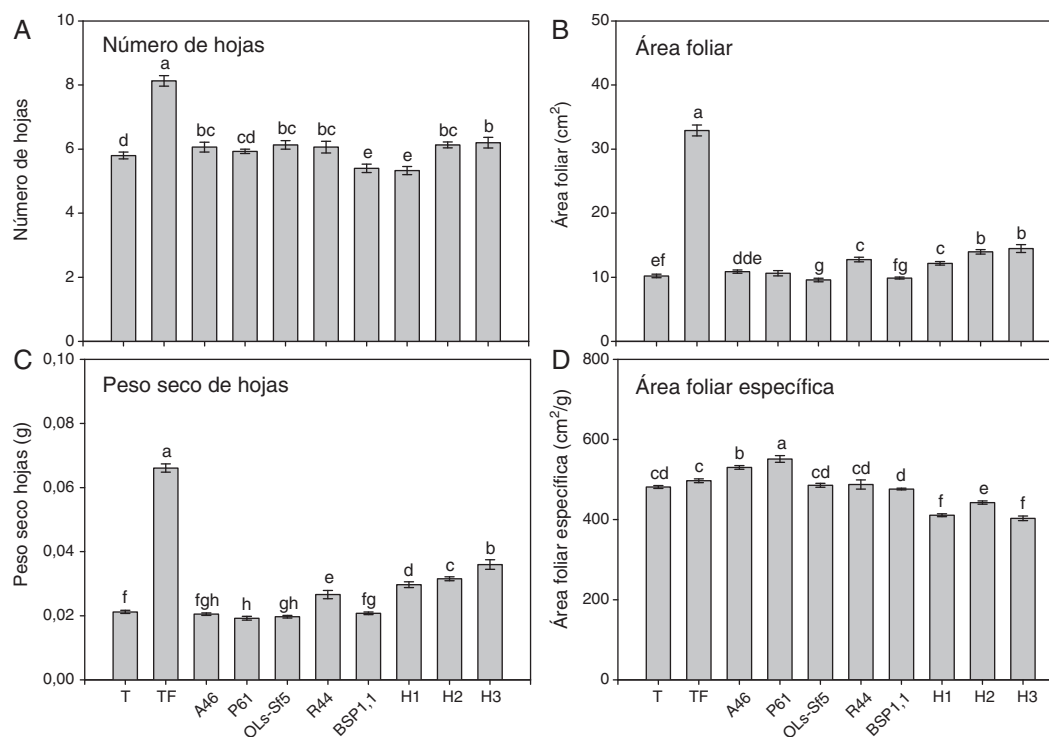 A
Número de hojas
Número de hojas
10
8
6
4
2
0
d
a
bc
cd
bc
bc
e
e
bc
b
B
Área foliar
Área foliar (cm²)
50
40
30
20
10
0
ef
a
dde
g
c
fg
c
b
b
C
Peso seco de hojas
Peso seco hojas (g)
0,10
0,08
0,06
0,04
0,02
0,00
f
a
fgh
h
gh
e
fg
d
c
b
T
TF
A46
P61
OLs-Sf5
R44
BSP1,1
H1
H2
H3
D
Área foliar específica
Área foliar específica (cm²/g)
800
600
400
200
0
cd
c
b
a
cd
cd
d
f
e
f
T
TF
A46
P61
OLs-Sf5
R44
BSP1,1
H1
H2
H3